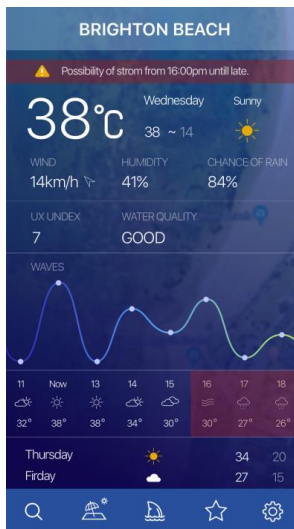 BRIGHTON BEACH
Possibility of strom from 16:00pm untill late.
38°C
Wednesday Sunny
38 ~ 14
WIND HUMIDITY CHANCE OF RAIN
14km/h 41% 84%
UX UNDEX WATER QUALITY
7 GOOD
WAVES
11 Now 13 14 15 16 17 18
32° 38° 38° 34° 30° 30° 27° 26°
Thursday 34 20
Firday 27 15